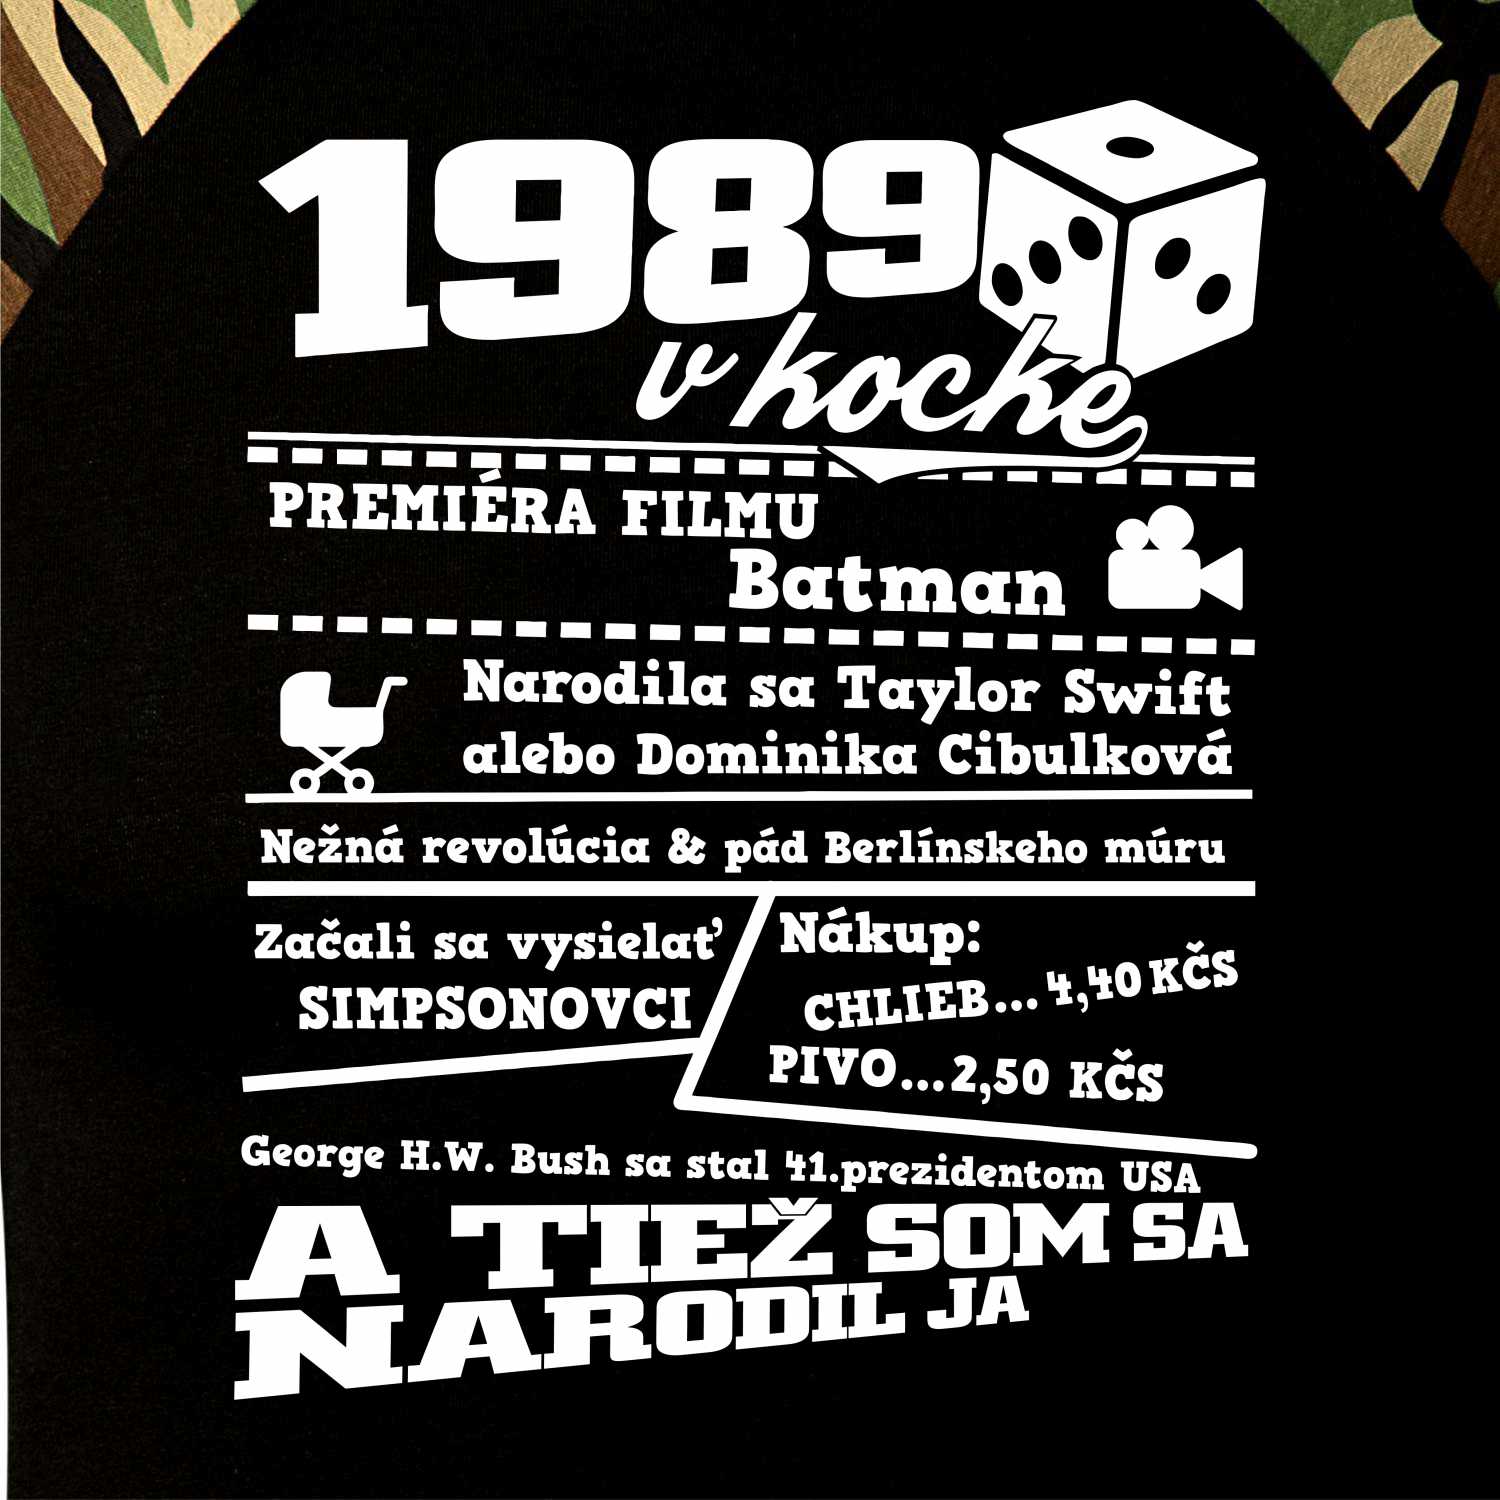 1989
v kocke
PREMIÉRA FILMU
Batman
Narodila sa Taylor Swift
alebo Dominika Cibulková
Nežná revolúcia & pád Berlínskeho múru
Začali sa vysielať
SIMPSONOVCI
Nákup:
CHLIEB...4,40 KČS
PIVO...2,50 KČS
George H.W. Bush sa stal 41.prezidentom USA
A TIEŽ SOM SA
NARODIL JA